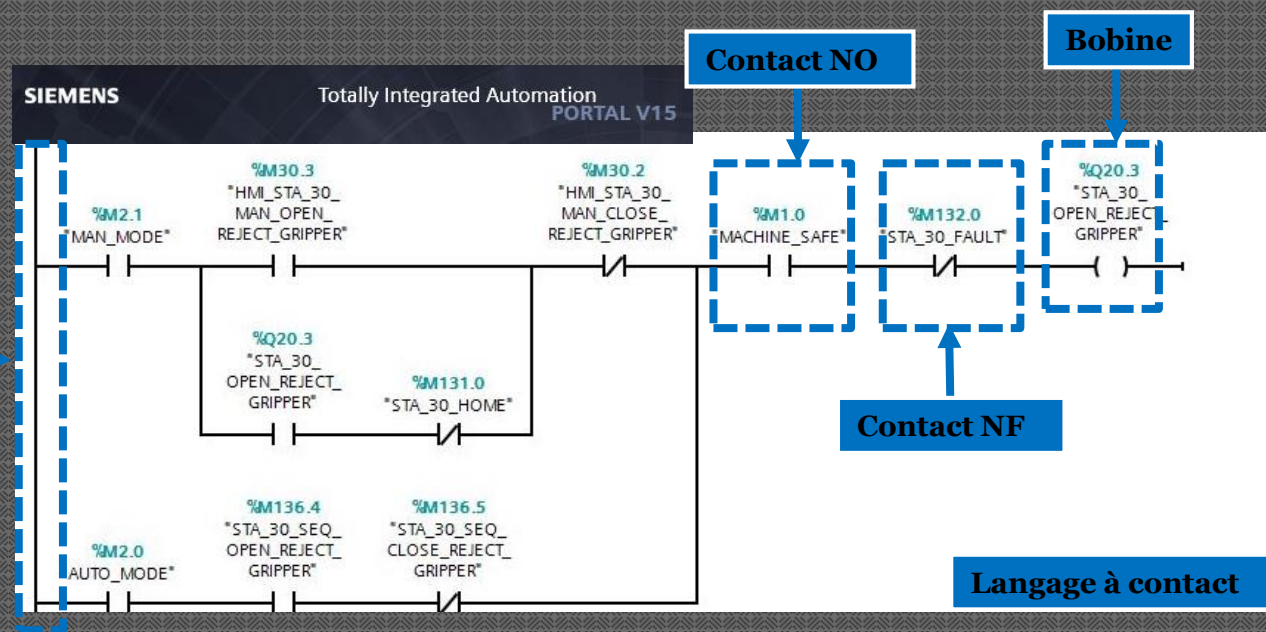 Bobine
Contact NO
SIEMENS
Totally Integrated Automation
PORTAL V15
%M2.1
"MAN_MODE"
%M30.3
"HMI_STA_30_
MAN_OPEN_
REJECT_GRIPPER"
%M30.2
"HMI_STA_30_
MAN_CLOSE_
REJECT_GRIPPER"
%M1.0
"MACHINE_SAFE"
%M132.0
"STA_30_FAULT"
%Q20.3
"STA_30_
OPEN_REJECT_
GRIPPER"
%Q20.3
"STA_30_
OPEN_REJECT_
GRIPPER"
%M131.0
"STA_30_HOME"
Contact NF
%M2.0
AUTO_MODE"
%M136.4
"STA_30_SEQ_
OPEN_REJECT_
GRIPPER"
%M136.5
"STA_30_SEQ_
CLOSE_REJECT_
GRIPPER"
Langage à contact